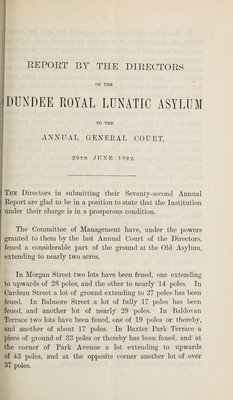 REPORT BY THE DIRECTORS
OF THE
DUNDEE ROYAL LUNATIC ASYLUM
TO THE
ANNUAL GENERAL COURT,
20TH JUNE 1892.
THE Directors in submitting their Seventy-second Annual
Report are glad to be in a position to state that the Institution
under their charge is in a prosperous condition.
The Committee of Management have, under the powers
granted to them by the last Annual Court of the Directors,
feued a considerable part of the ground at the Old Asylum,
extending to nearly two acres.
In Morgan Street two lots have been feued, one extending
to upwards of 28 poles, and the other to nearly 14 poles. In
Cardean Street a lot of ground extending to 27 poles has been
feued. In Balmore Street a lot of fully 17 poles has been
feued, and another lot of nearly 29 poles. In Baldovan
Terrace two lots have been feued, one of 19 poles or thereby,
and another of about 17 poles. In Baxter Park Terrace a
piece of ground of 33 poles or thereby has been feued, and at
the corner of Park Avenue a lot extending to upwards
of 43 poles, and at the opposite corner another lot of over
37 poles.